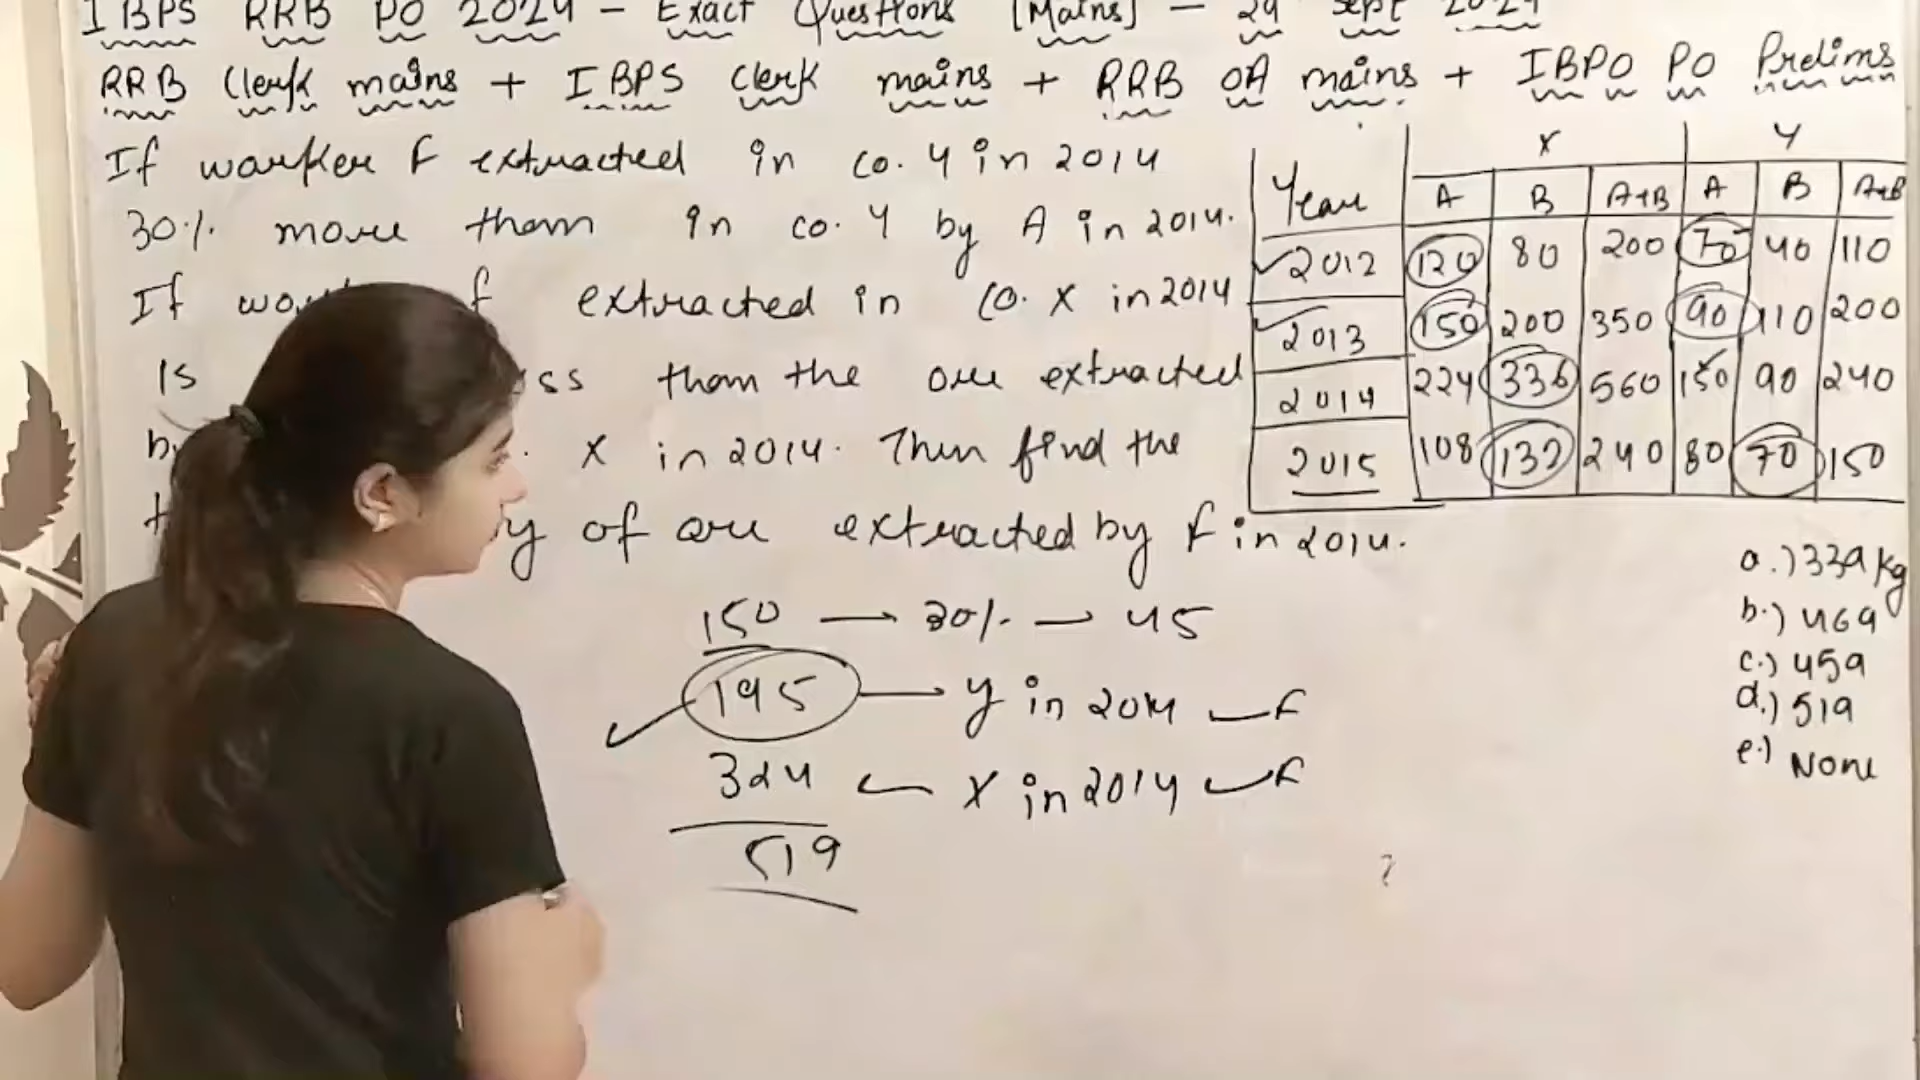 IBPS RRB PO 2024 - Exact Questions [Mains] - 29 Sept 2024
RRB Clerk mains + IBPS Clerk mains + RRB OA mains + IBPO PO Prelims
If worker F extracted in co. Y in 2014
30% more than in co. Y by A in 2014.
If F extracted in Co. X in 2014
Is than the ore extracted
X in 2014. Then find the
of ore extracted by F in 2014.
X Y
Year A B A+B A B A+B
2012 120 80 200 70 40 110
2013 150 200 350 90 110 200
2014 224 336 560 150 90 240
2015 108 132 240 80 70 150
150 — 30% — 45
195 — Y in 2014 — F
324 — X in 2014 — F
519
a.) 339 kg
b.) 469
c.) 459
d.) 519
e.) None
?